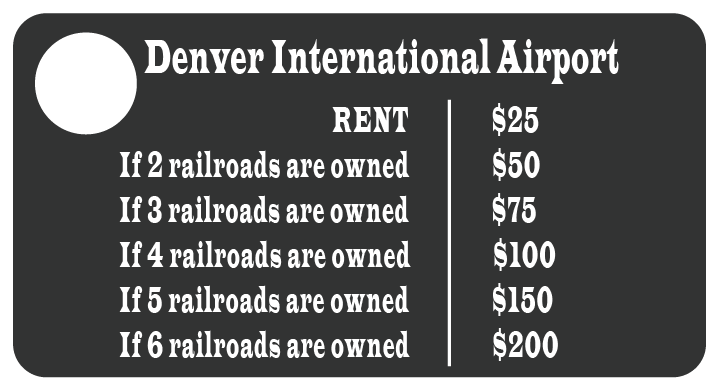 Denver International Airport
RENT $25
If 2 railroads are owned $50
If 3 railroads are owned $75
If 4 railroads are owned $100
If 5 railroads are owned $150
If 6 railroads are owned $200